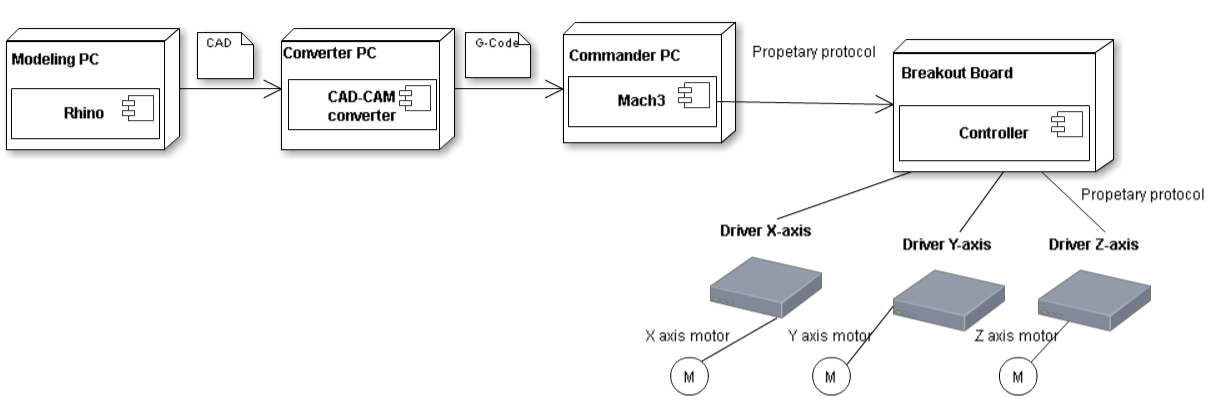 Modeling PC
Rhino
CAD
Converter PC
CAD-CAM
converter
G-Code
Commander PC
Mach3
Propetary protocol
Breakout Board
Controller
Propetary protocol
Driver X-axis
Driver Y-axis
Driver Z-axis
X axis motor
Y axis motor
Z axis motor
M
M
M